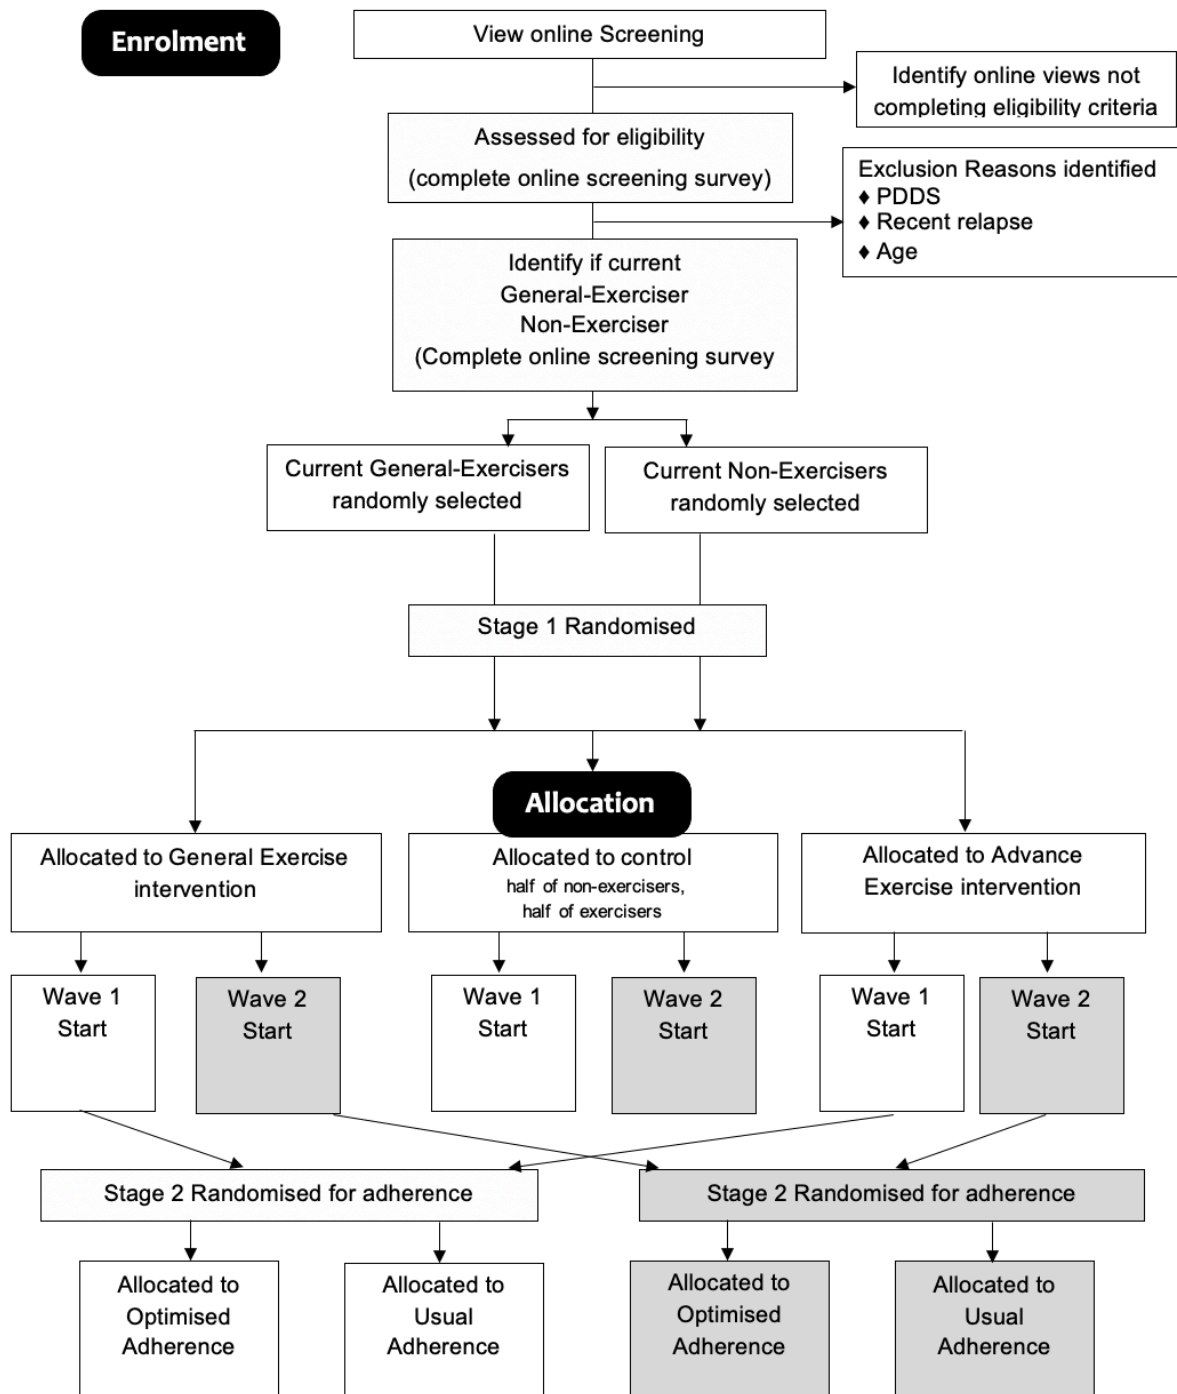 Enrolment
View online Screening
Identify online views not
completing eligibility criteria
Assessed for eligibility
(complete online screening survey)
Exclusion Reasons identified
♦ PDDS
♦ Recent relapse
♦ Age
Identify if current
General-Exerciser
Non-Exerciser
(Complete online screening survey
Current General-Exercisers
randomly selected
Current Non-Exercisers
randomly selected
Stage 1 Randomised
Allocation
Allocated to General Exercise
intervention
Allocated to control
half of non-exercisers,
half of exercisers
Allocated to Advance
Exercise intervention
Wave 1
Start
Wave 2
Start
Wave 1
Start
Wave 2
Start
Wave 1
Start
Wave 2
Start
Stage 2 Randomised for adherence
Stage 2 Randomised for adherence
Allocated to
Optimised
Adherence
Allocated to
Usual
Adherence
Allocated to
Optimised
Adherence
Allocated to
Usual
Adherence